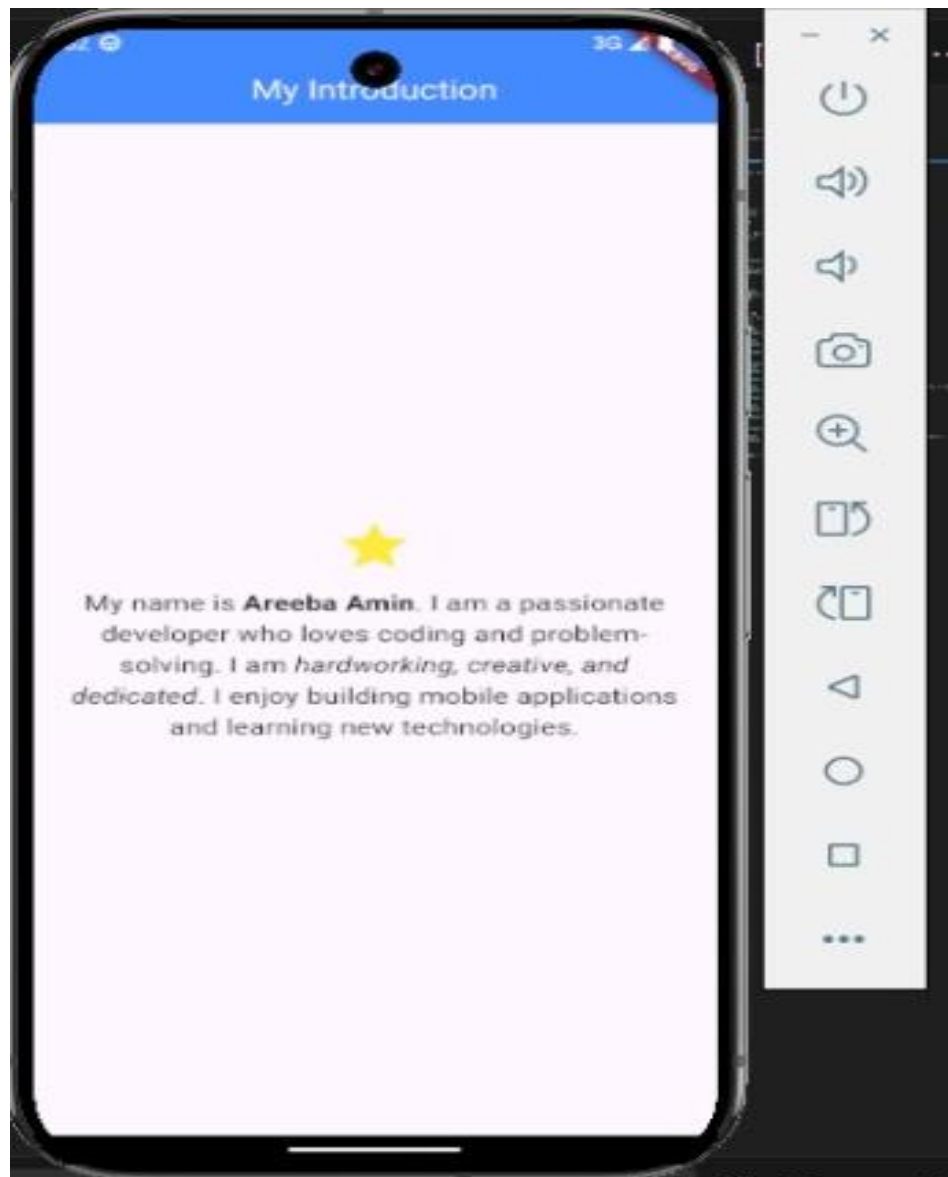 3G
My Introduction
My name is Areeba Amin. I am a passionate
developer who loves coding and problem-
solving. I am hardworking, creative, and
dedicated. I enjoy building mobile applications
and learning new technologies.